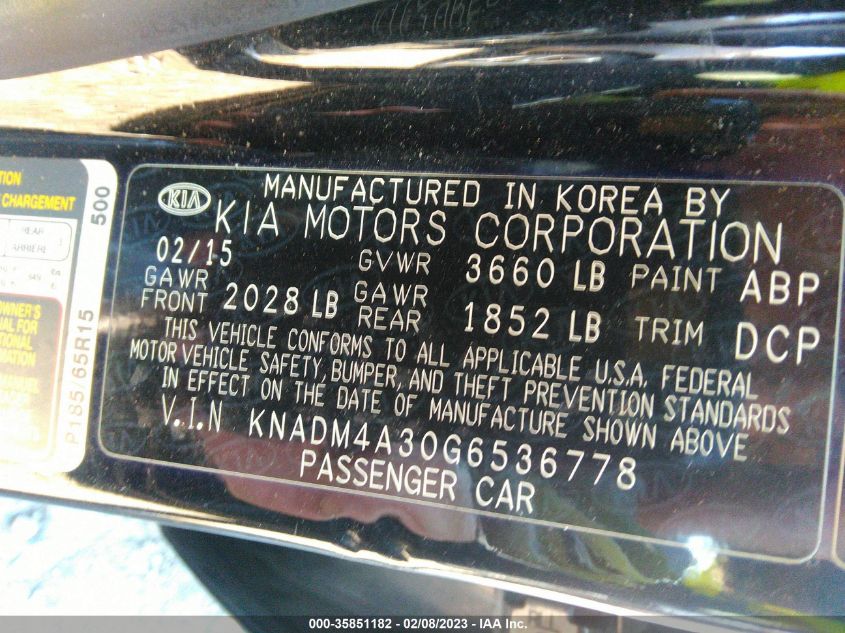 MANUFACTURED IN KOREA BY
KIA KIA MOTORS CORPORATION
02/15 GVWR 3660 LB PAINT ABP
GAWR FRONT 2028 LB GAWR REAR 1852 LB TRIM DCP
THIS VEHICLE CONFORMS TO ALL APPLICABLE U.S.A. FEDERAL
MOTOR VEHICLE SAFETY, BUMPER, AND THEFT PREVENTION STANDARDS
IN EFFECT ON THE DATE OF MANUFACTURE SHOWN ABOVE
V.I.N KNADM4A30G6536778
PASSENGER CAR
CHARGEMENT
500
REAR
P185/65R15
OWNER'S
FOR
000-35851182 - 02/08/2023 - IAA Inc.